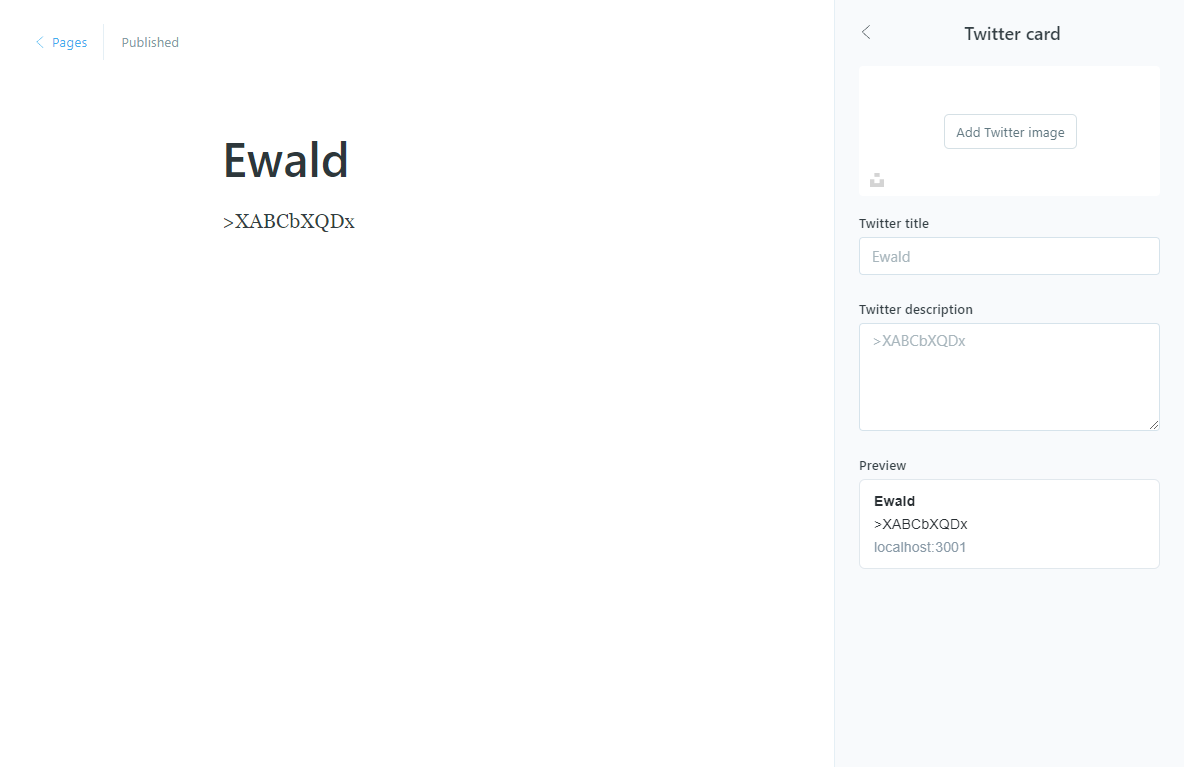 Pages
Published
Ewald
>XABCbXQDx
Twitter card
Add Twitter image
Twitter title
Ewald
Twitter description
>XABCbXQDx
Preview
Ewald
>XABCbXQDx
localhost:3001